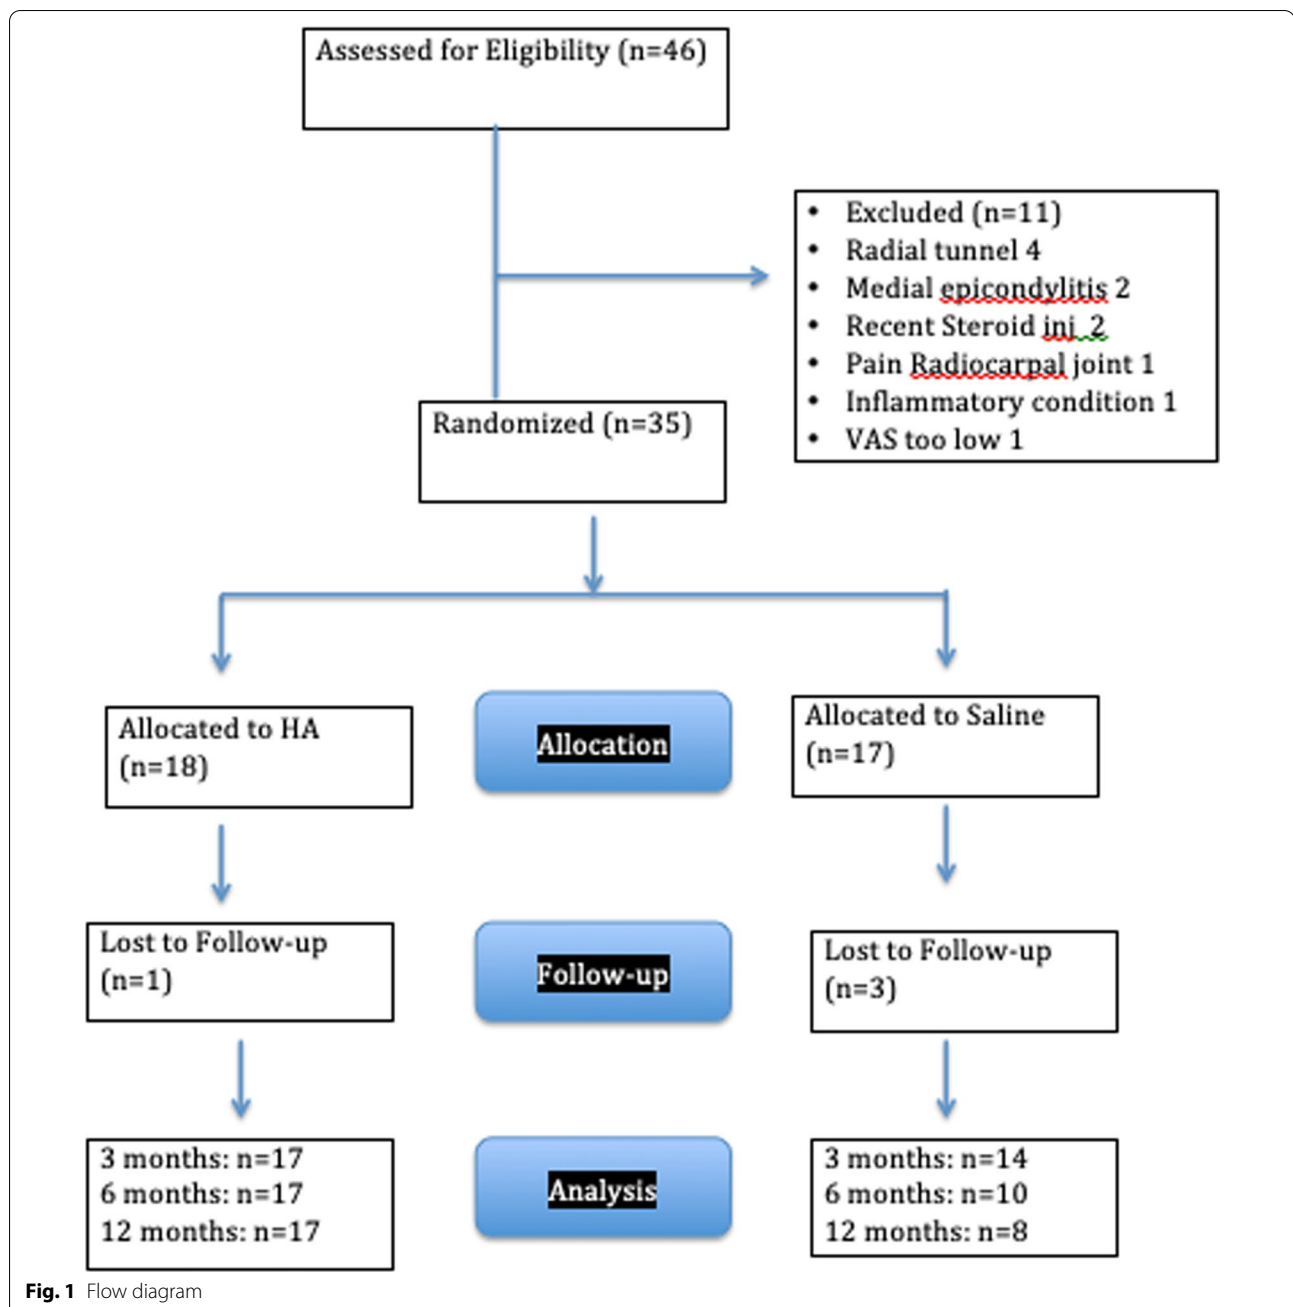 Assessed for Eligibility (n=46)
• Excluded (n=11)
• Radial tunnel 4
• Medial epicondylitis 2
• Recent Steroid inj 2
• Pain Radiocarpal joint 1
• Inflammatory condition 1
• VAS too low 1
Randomized (n=35)
Allocated to HA
(n=18)
Allocation
Allocated to Saline
(n=17)
Lost to Follow-up
(n=1)
Follow-up
Lost to Follow-up
(n=3)
3 months: n=17
6 months: n=17
12 months: n=17
Analysis
3 months: n=14
6 months: n=10
12 months: n=8
Fig. 1 Flow diagram